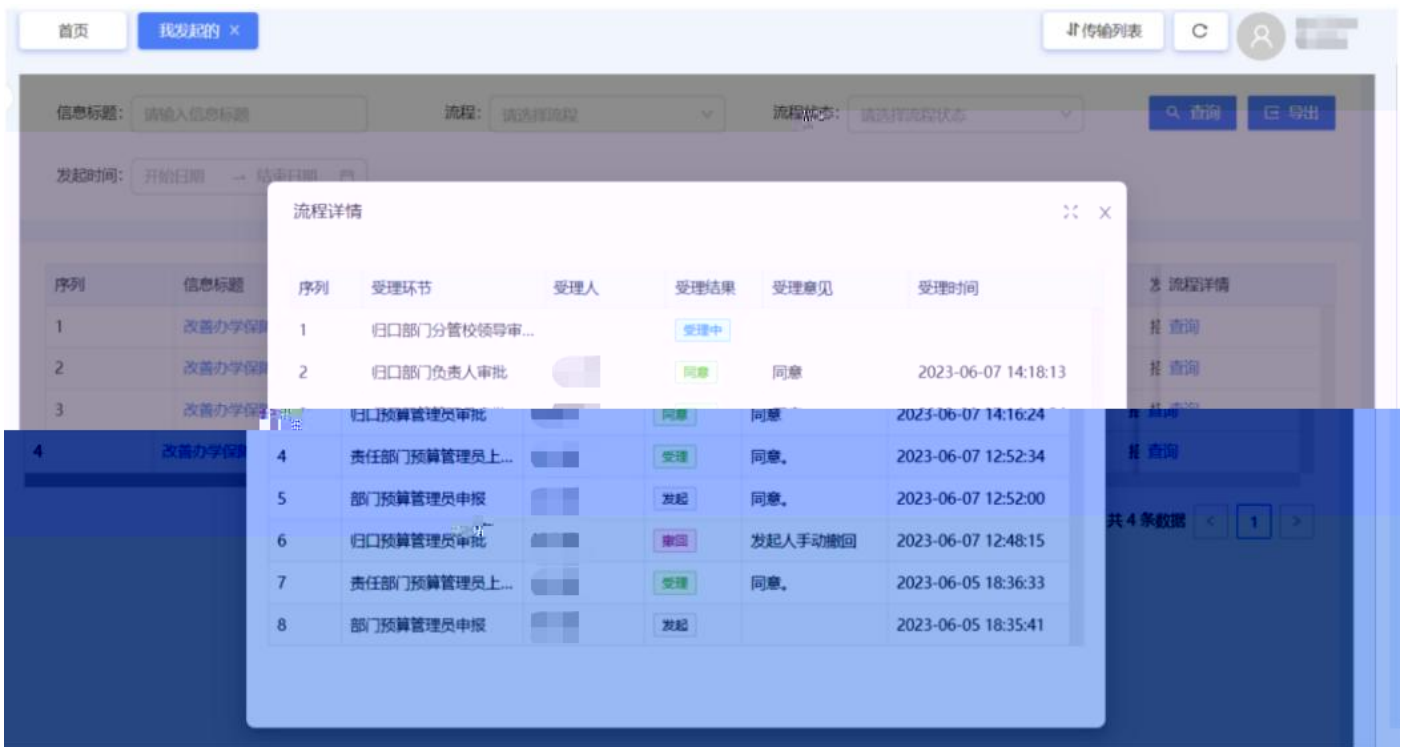 首页 我发起的 × 传输列表
信息标题: 请输入信息标题 流程: 请选择流程 流程状态: 请选择流程状态 查询 导出
发起时间: 开始日期 → 结束日期
流程详情
序列 信息标题 流程详情
1 改善办学保 查询
2 改善办学保 查询
3 改善办学保 查询
4 改善办学保 查询
共 4 条数据 < 1 >
序列 受理环节 受理人 受理结果 受理意见 受理时间
1 归口部门分管校领导审... 受理中
2 归口部门负责人审批 同意 同意 2023-06-07 14:18:13
归口预算管理员审批 同意 同意 2023-06-07 14:16:24
4 责任部门预算管理员上... 受理 同意。 2023-06-07 12:52:34
5 部门预算管理员申报 发起 同意。 2023-06-07 12:52:00
6 归口预算管理员审批 撤回 发起人手动撤回 2023-06-07 12:48:15
7 责任部门预算管理员上... 受理 同意。 2023-06-05 18:36:33
8 部门预算管理员申报 发起 2023-06-05 18:35:41